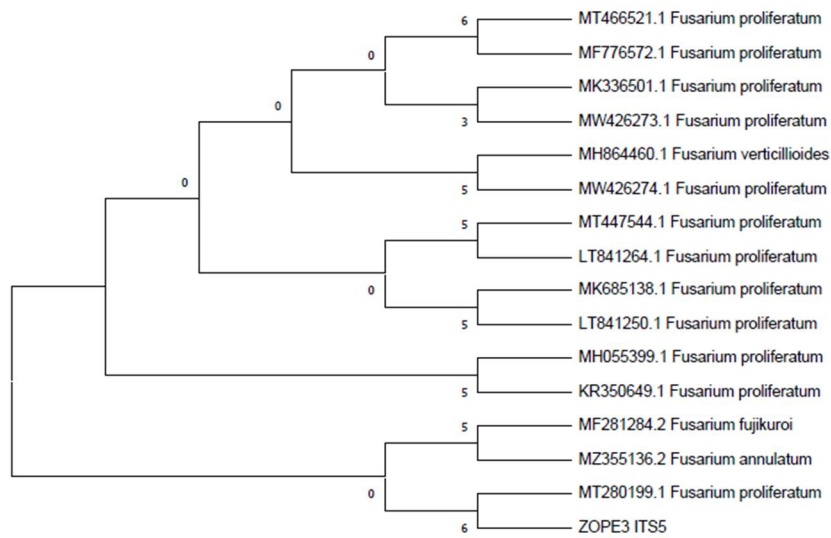 6 MT466521.1 Fusarium proliferatum
0 MF776572.1 Fusarium proliferatum
MK336501.1 Fusarium proliferatum
0
3 MW426273.1 Fusarium proliferatum
MH864460.1 Fusarium verticillioides
0
5 MW426274.1 Fusarium proliferatum
5 MT447544.1 Fusarium proliferatum
LT841264.1 Fusarium proliferatum
0 MK685138.1 Fusarium proliferatum
5 LT841250.1 Fusarium proliferatum
MH055399.1 Fusarium proliferatum
5 KR350649.1 Fusarium proliferatum
5 MF281284.2 Fusarium fujikuroi
MZ355136.2 Fusarium annulatum
0 MT280199.1 Fusarium proliferatum
6 ZOPE3 ITS5